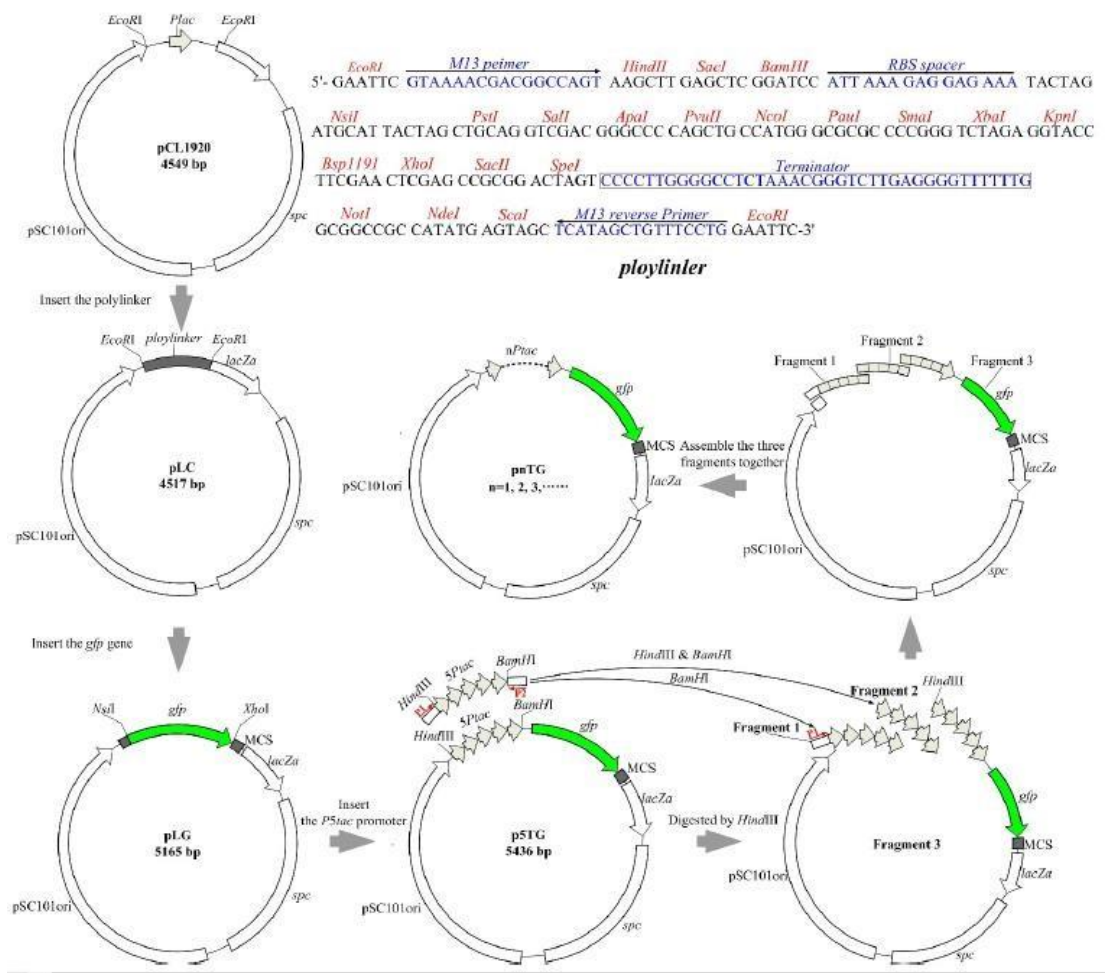 EcoRI Plac EcoRI
pCL1920
4549 bp
pSC101ori
spc
EcoRI M13 peimer HindII SacI BamHI RBS spacer
5'- GAATTC GTAAAACGACGGCCAGT AAGCTT GAGCTC GGATCC ATT AAA GAG GAG AAA TACTAG
NsiI PstI SalI ApaI PvuII NcoI PauI SmaI XbaI KpnI
ATGCAT TACTAG CTGCAG GTCGAC GGGCCC CAGCTG CCATGG GCGCGC CCCGGG TCTAGA GGTACC
Bsp1191 XhoI SacII SpeI Terminator
TTCGAA CTCGAG CCGCGG ACTAGT CCCCTTGGGGCCTCTAAACGGGTCTTGAGGGGTTTTTTG
NotI NdeI ScaI M13 reverse Primer EcoRI
GCGGCCGC CATATG AGTAGC TCATAGCTGTTTCCTG GAATTC-3'
ploylinler
Insert the polylinker
EcoRI ploylinker EcoRI
lacZa
pLC
4517 bp
pSC101ori
spc
nPtac
gfp
MCS
lacZa
pnTG
n=1, 2, 3,······
pSC101ori
spc
Assemble the three
fragments together
Fragment 1
Fragment 2
Fragment 3
gfp
MCS
lacZa
pSC101ori
spc
Insert the gfp gene
NsiI gfp XhoI
MCS
lacZa
pLG
5165 bp
pSC101ori
spc
Insert
the P5tac promoter
HindIII 5Ptac BamHI
P1
P2
HindIII 5Ptac BamHI
gfp
MCS
lacZa
p5TG
5436 bp
pSC101ori
spc
HindIII & BamHI
BamHI
Digested by HindIII
Fragment 1
Fragment 2
HindIII
gfp
MCS
lacZa
Fragment 3
pSC101ori
spc